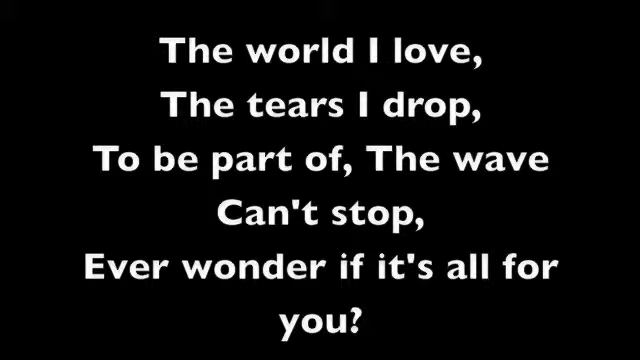 The world I love,
The tears I drop,
To be part of, The wave
Can't stop,
Ever wonder if it's all for
you?